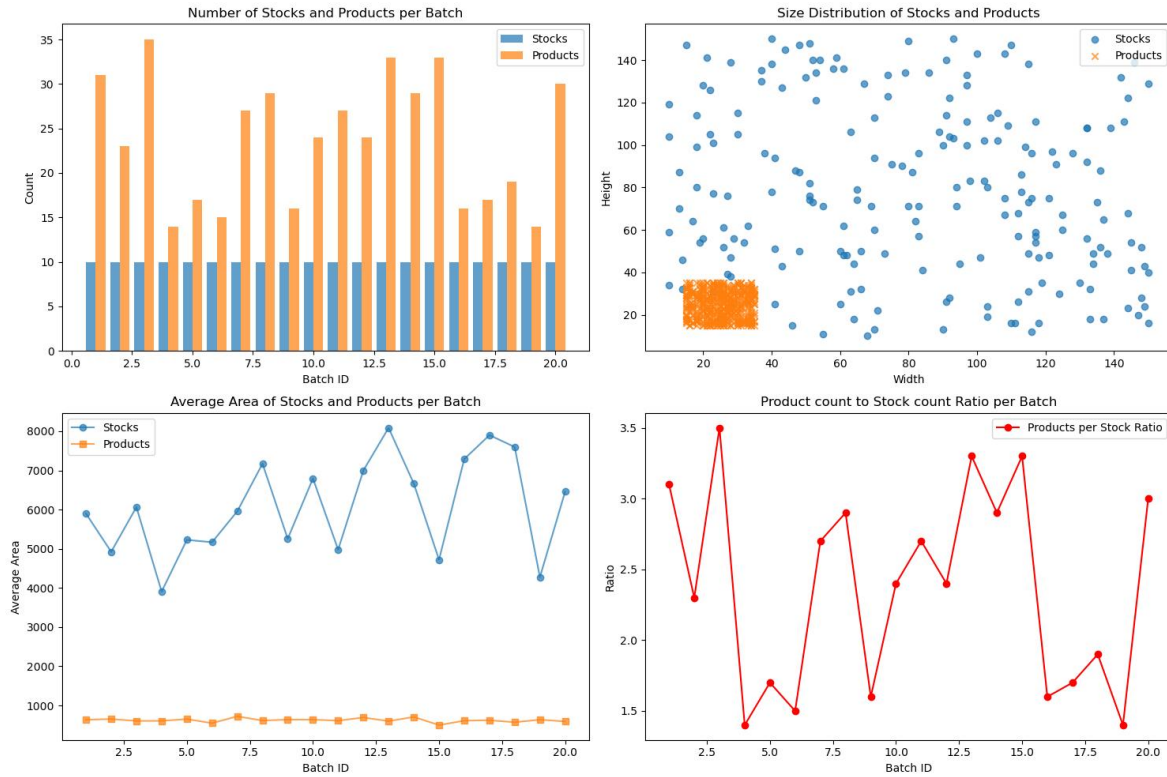 Number of Stocks and Products per Batch
Stocks
Products
Count
35
30
25
20
15
10
5
0
0.0 2.5 5.0 7.5 10.0 12.5 15.0 17.5 20.0
Batch ID
Size Distribution of Stocks and Products
Stocks
Products
Height
140
120
100
80
60
40
20
20 40 60 80 100 120 140
Width
Average Area of Stocks and Products per Batch
Stocks
Products
Average Area
8000
7000
6000
5000
4000
3000
2000
1000
2.5 5.0 7.5 10.0 12.5 15.0 17.5 20.0
Batch ID
Product count to Stock count Ratio per Batch
Products per Stock Ratio
Ratio
3.5
3.0
2.5
2.0
1.5
2.5 5.0 7.5 10.0 12.5 15.0 17.5 20.0
Batch ID